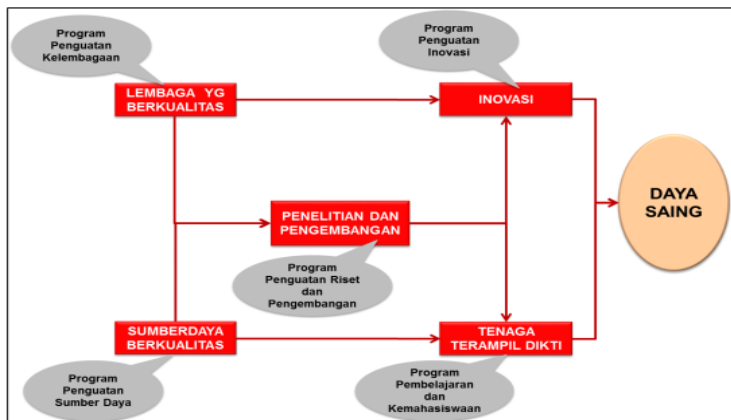 Program
Penguatan
Kelembagaan
Program
Penguatan
Inovasi
LEMBAGA YG
BERKUALITAS
INOVASI
PENELITIAN DAN
PENGEMBANGAN
DAYA
SAING
Program
Penguatan Riset
dan
Pengembangan
SUMBERDAYA
BERKUALITAS
TENAGA
TERAMPIL DIKTI
Program
Penguatan
Sumber Daya
Program
Pembelajaran
dan
Kemahasiswaan